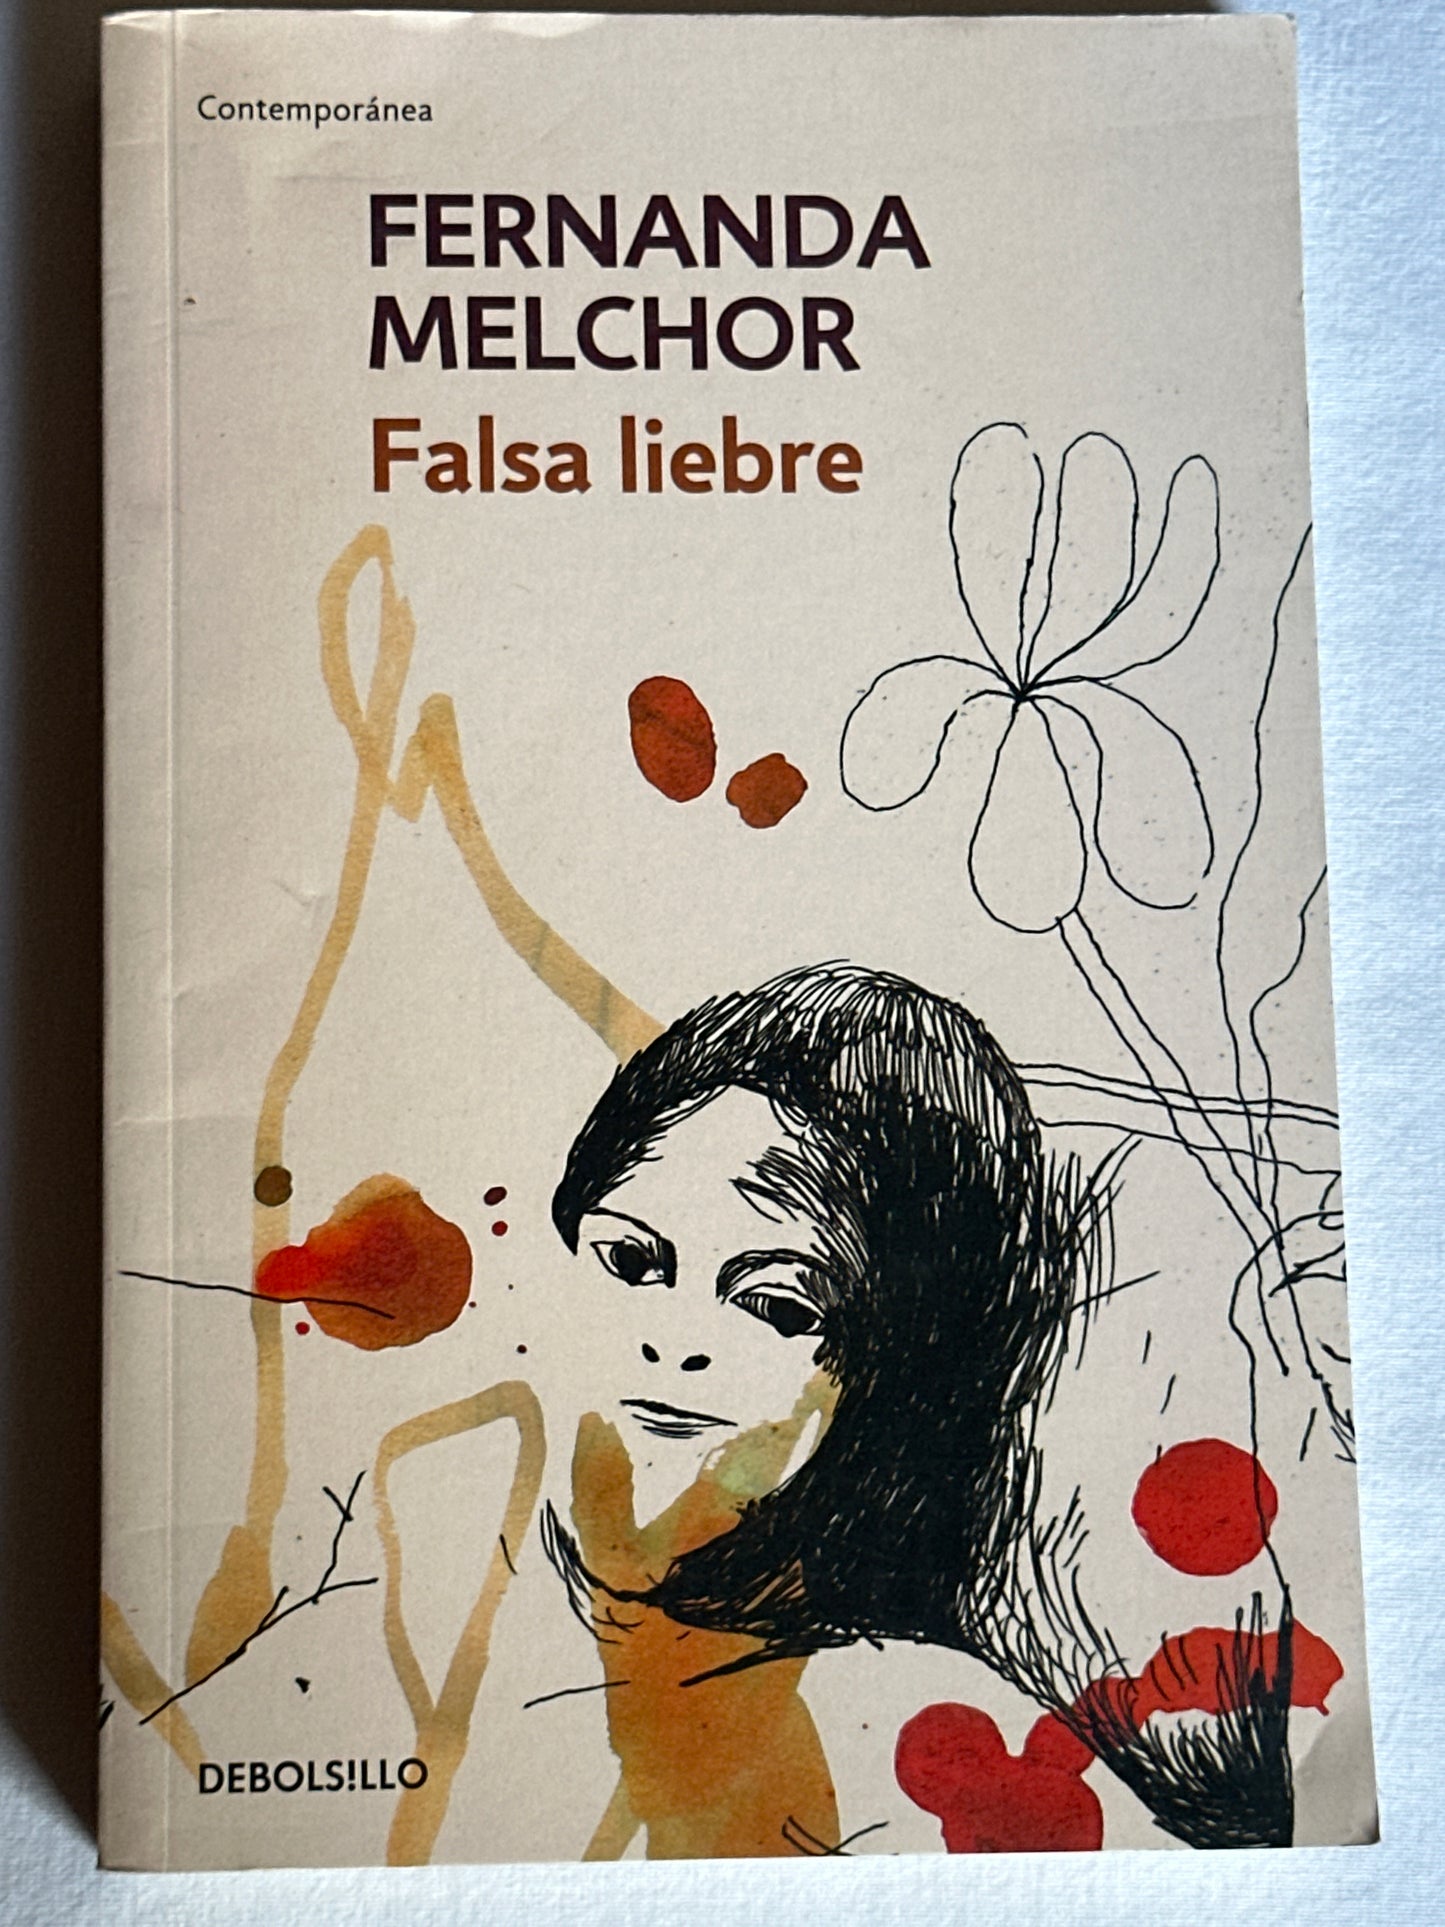 Contemporánea
FERNANDA
MELCHOR
Falsa liebre
DEBOLS!LLO